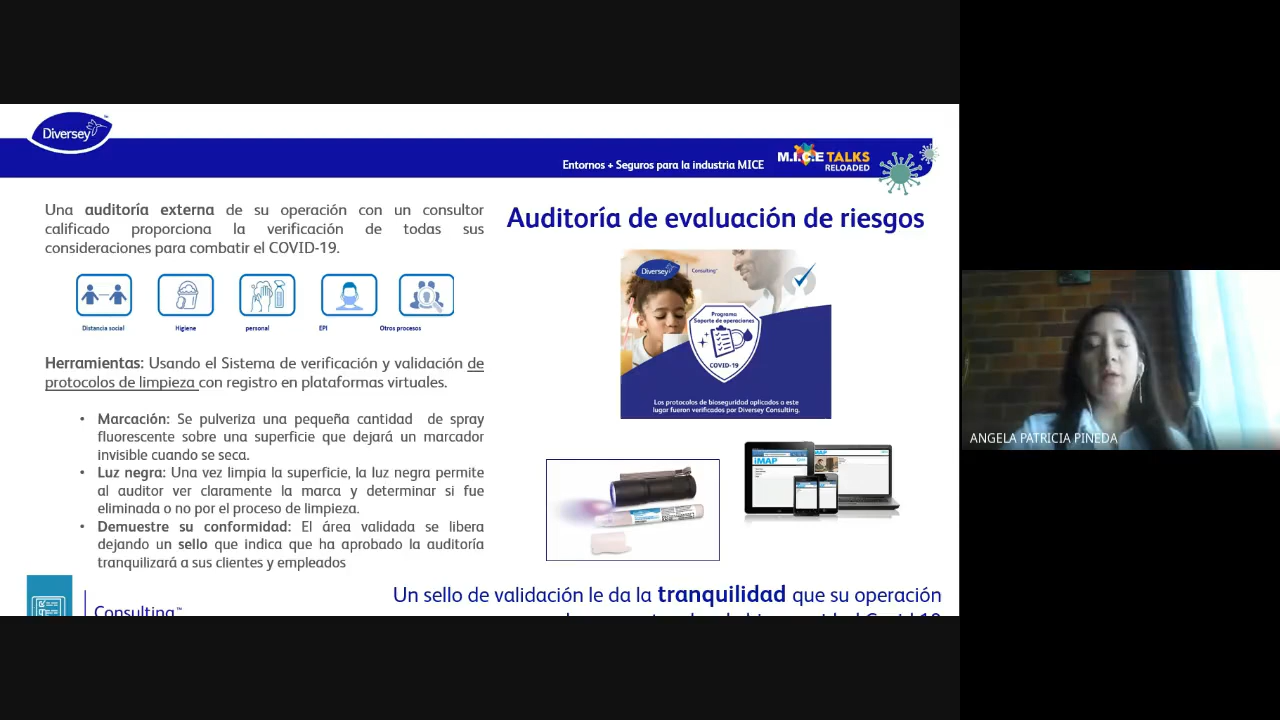 Diversey™
Entornos + Seguros para la industria MICE
M.I.C.E TALKS
RELOADED
Una auditoría externa de su operación con un consultor
calificado proporciona la verificación de todas sus
consideraciones para combatir el COVID-19.
Distancia social
Higiene
personal
EPI
Otros procesos
Herramientas: Usando el Sistema de verificación y validación de
protocolos de limpieza con registro en plataformas virtuales.
• Marcación: Se pulveriza una pequeña cantidad de spray
fluorescente sobre una superficie que dejará un marcador
invisible cuando se seca.
• Luz negra: Una vez limpia la superficie, la luz negra permite
al auditor ver claramente la marca y determinar si fue
eliminada o no por el proceso de limpieza.
• Demuestre su conformidad: El área validada se libera
dejando un sello que indica que ha aprobado la auditoría
tranquilizará a sus clientes y empleados
Consulting™
Auditoría de evaluación de riesgos
Diversey
Consulting™
Programa
Soporte de operaciones
COVID-19
Los protocolos de bioseguridad aplicados a este
lugar fueron verificados por Diversey Consulting.
iMAP
Un sello de validación le da la tranquilidad que su operación
ANGELA PATRICIA PINEDA